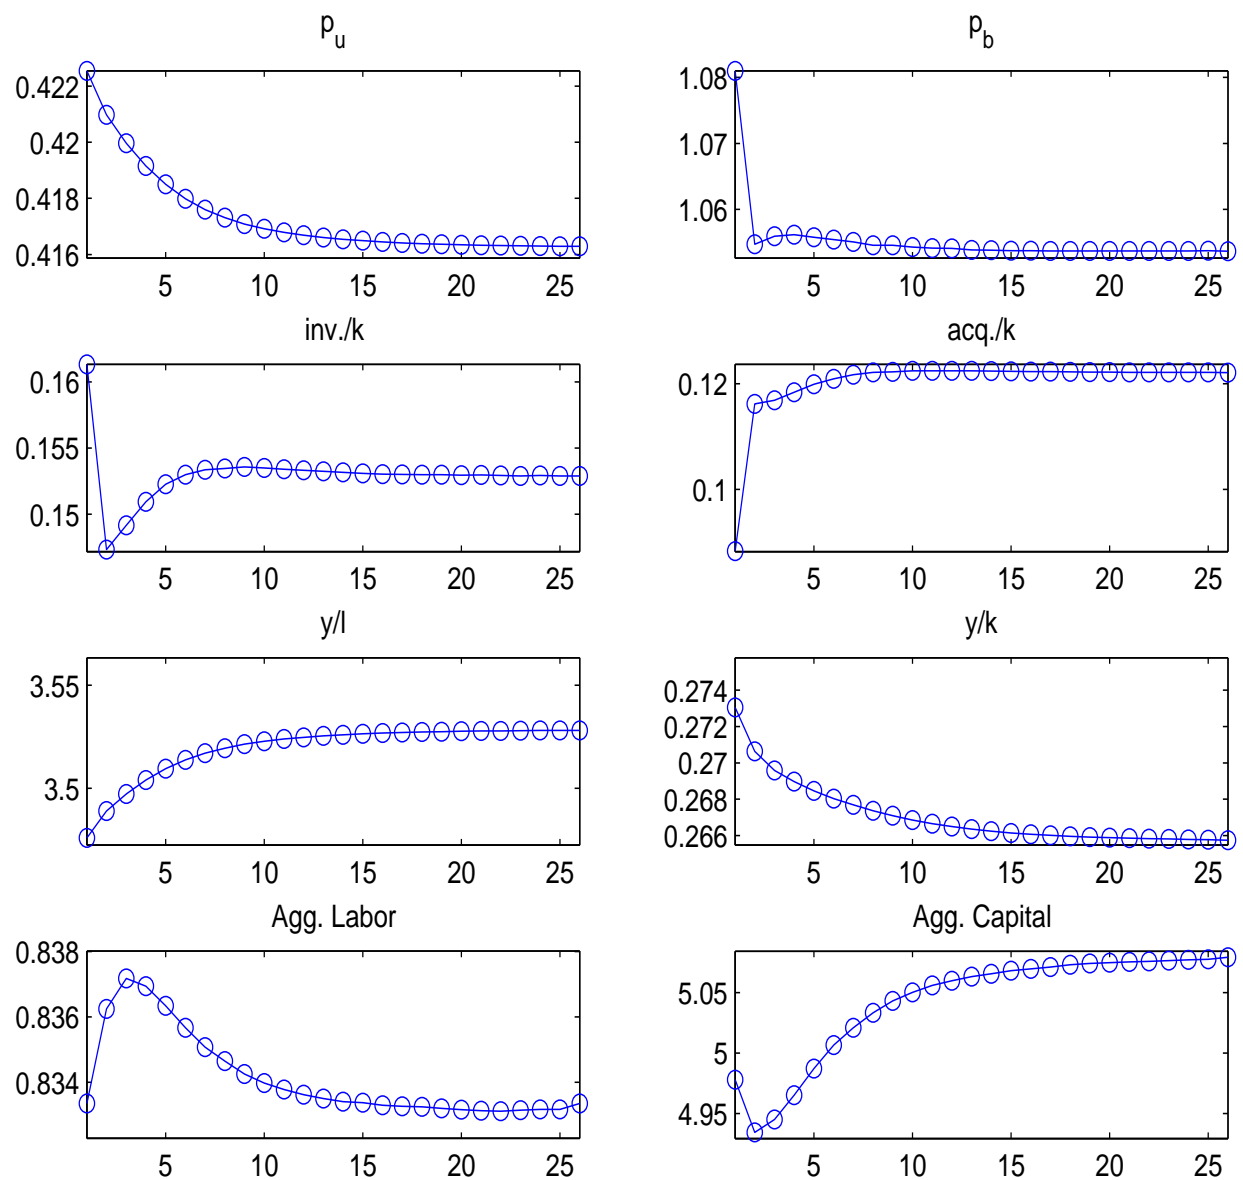 p_u
0.422
0.42
0.418
0.416
5 10 15 20 25
p_b
1.08
1.07
1.06
5 10 15 20 25
inv./k
0.16
0.155
0.15
5 10 15 20 25
acq./k
0.12
0.1
5 10 15 20 25
y/l
3.55
3.5
5 10 15 20 25
y/k
0.274
0.272
0.27
0.268
0.266
5 10 15 20 25
Agg. Labor
0.838
0.836
0.834
5 10 15 20 25
Agg. Capital
5.05
5
4.95
5 10 15 20 25